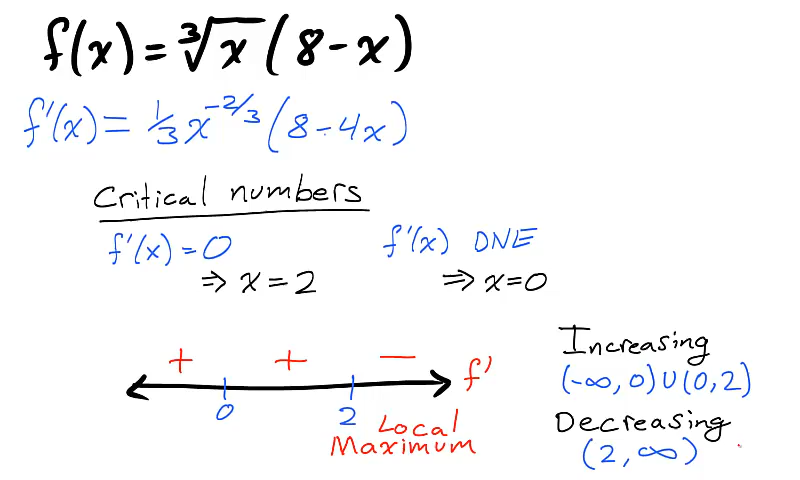 f(x) = ∛x (8 - x)
f'(x) = 1/3 x^(-2/3) (8 - 4x)
Critical numbers
f'(x) = 0 f'(x) DNE
⇒ x = 2 ⇒ x = 0
+ + − f'
0 2
Local
Maximum
Increasing
(-∞, 0) ∪ (0, 2)
Decreasing
(2, ∞)